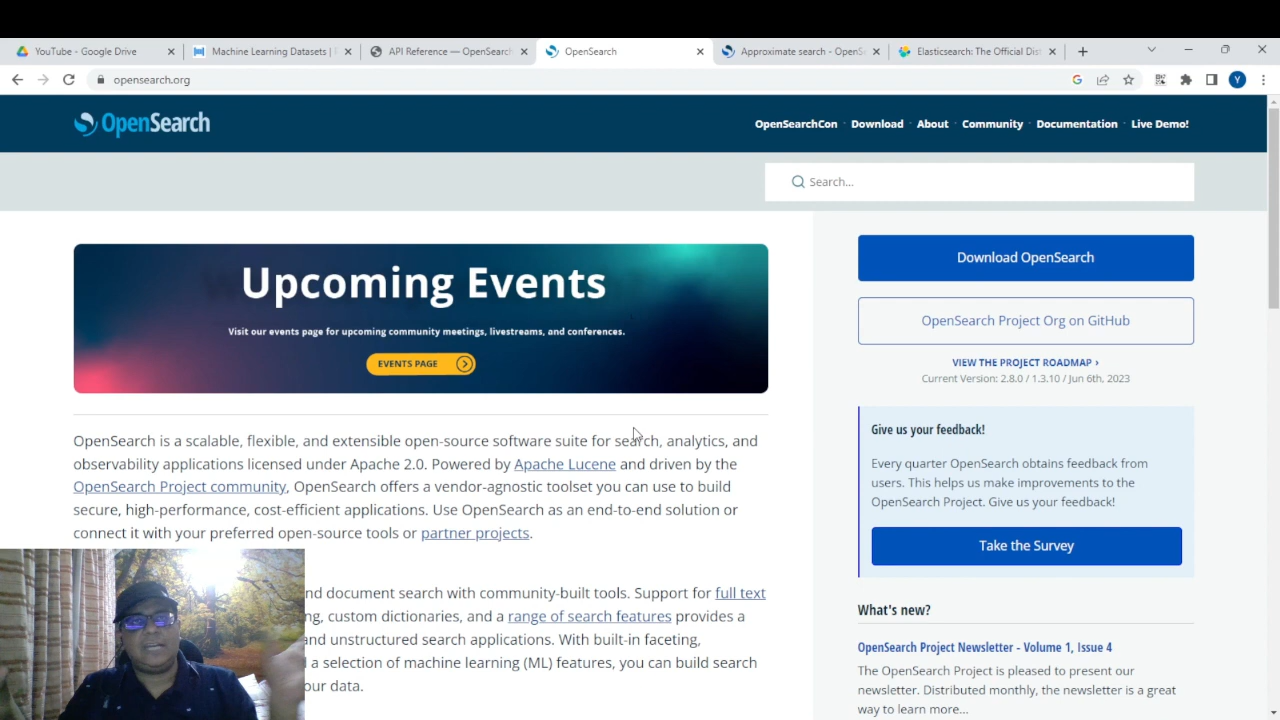 YouTube - Google Drive
Machine Learning Datasets |
API Reference — OpenSearch
OpenSearch
Approximate search - OpenS
Elasticsearch: The Official Dist
opensearch.org
Y
OpenSearch
OpenSearchCon · Download · About · Community · Documentation · Live Demo!
Search...
Upcoming Events
Visit our events page for upcoming community meetings, livestreams, and conferences.
EVENTS PAGE
OpenSearch is a scalable, flexible, and extensible open-source software suite for search, analytics, and
observability applications licensed under Apache 2.0. Powered by Apache Lucene and driven by the
OpenSearch Project community, OpenSearch offers a vendor-agnostic toolset you can use to build
secure, high-performance, cost-efficient applications. Use OpenSearch as an end-to-end solution or
connect it with your preferred open-source tools or partner projects.
nd document search with community-built tools. Support for full text
ng, custom dictionaries, and a range of search features provides a
and unstructured search applications. With built-in faceting,
a selection of machine learning (ML) features, you can build search
our data.
Download OpenSearch
OpenSearch Project Org on GitHub
VIEW THE PROJECT ROADMAP ›
Current Version: 2.8.0 / 1.3.10 / Jun 6th, 2023
Give us your feedback!
Every quarter OpenSearch obtains feedback from
users. This helps us make improvements to the
OpenSearch Project. Give us your feedback!
Take the Survey
What's new?
OpenSearch Project Newsletter - Volume 1, Issue 4
The OpenSearch Project is pleased to present our
newsletter. Distributed monthly, the newsletter is a great
way to learn more...